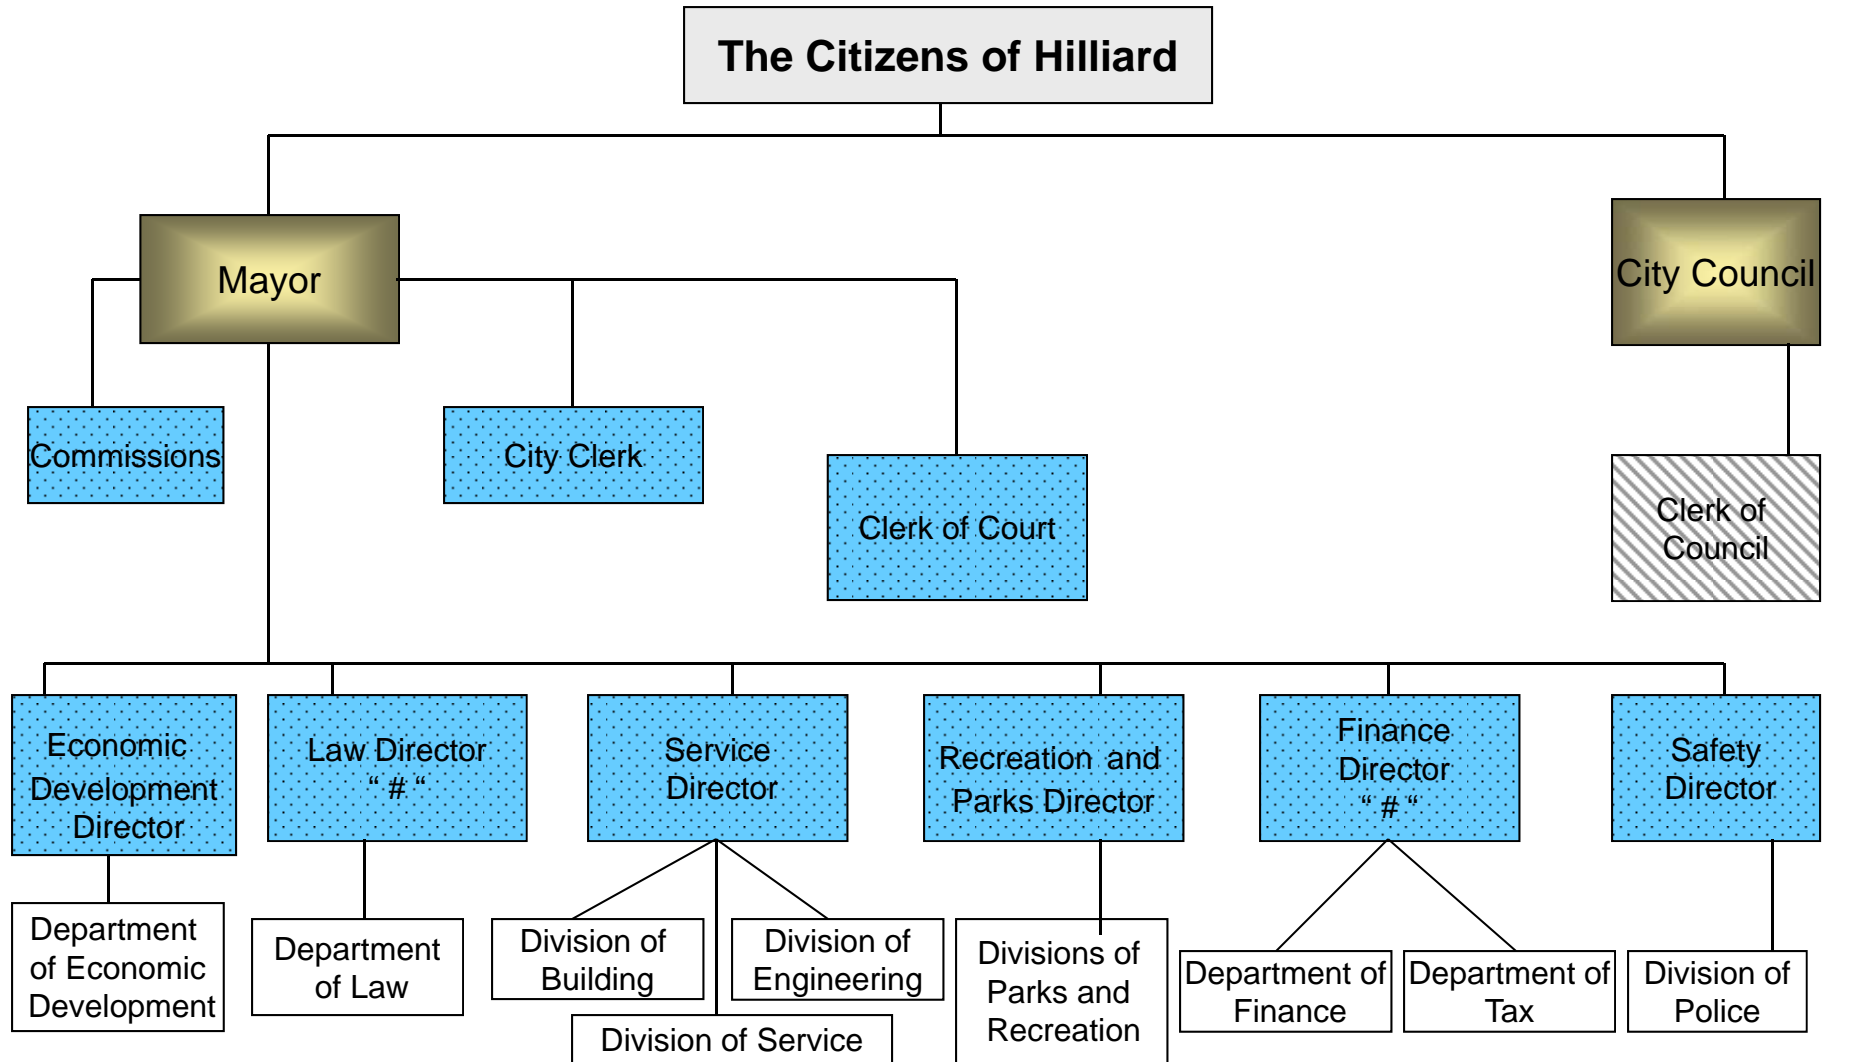 The Citizens of Hilliard
Mayor
City Council
Commissions
City Clerk
Clerk of Court
Clerk of
Council
Economic
Development
Director
Law Director
“ # “
Service
Director
Recreation and
Parks Director
Finance
Director
“ # “
Safety
Director
Department
of Economic
Development
Department
of Law
Division of
Building
Division of
Engineering
Division of Service
Divisions of
Parks and
Recreation
Department of
Finance
Department of
Tax
Division of
Police